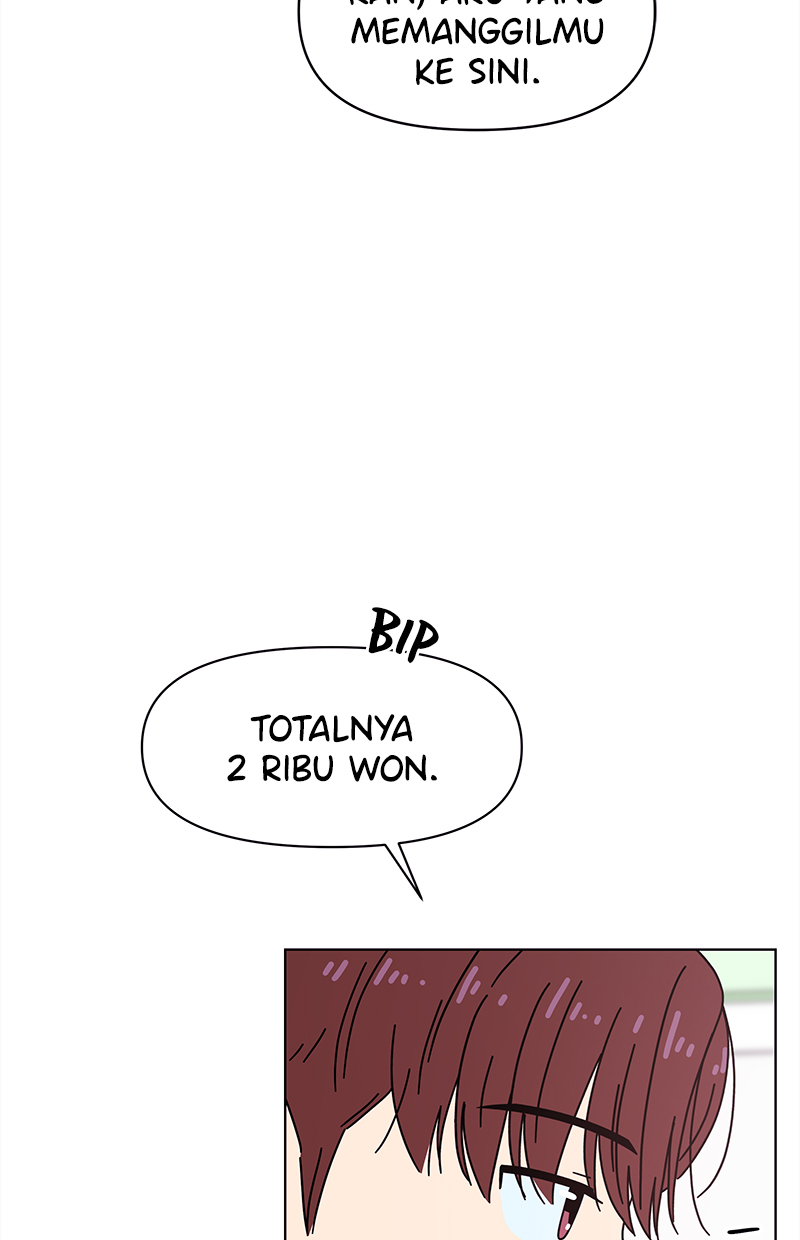 MEMANGGILMU
KE SINI.
BIP
TOTALNYA
2 RIBU WON.